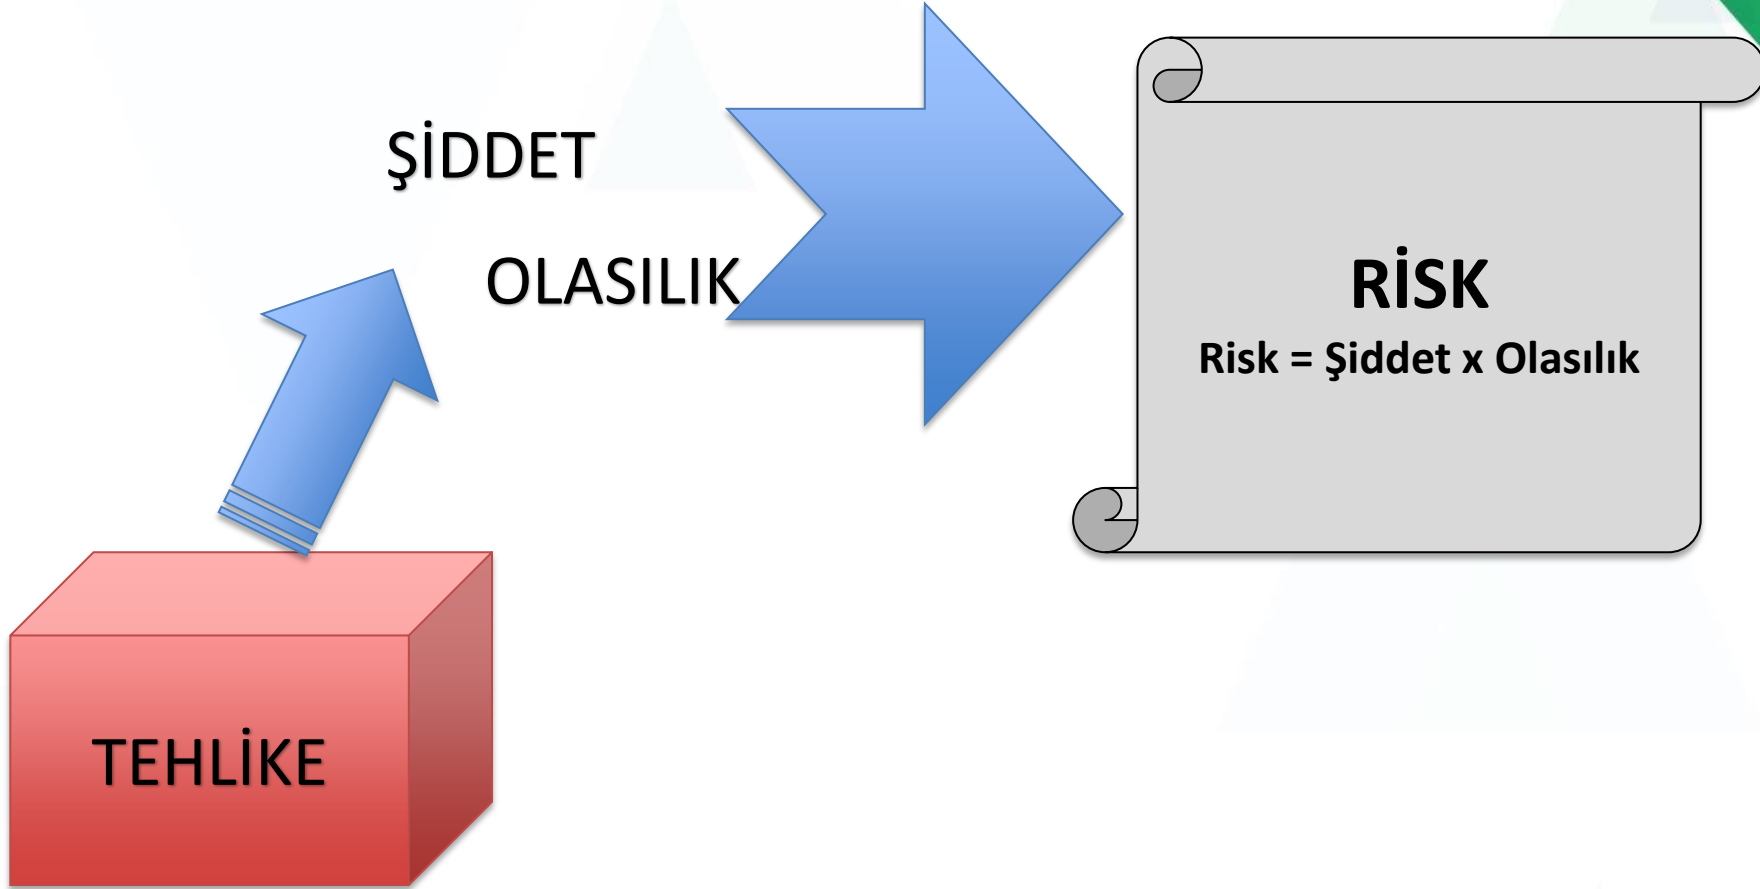 ŞİDDET
OLASILIK
RİSK
Risk = Şiddet x Olasılık
TEHLİKE